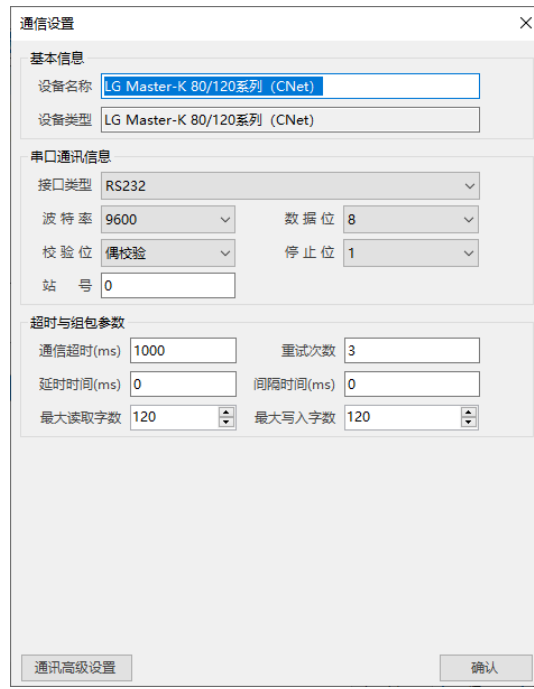 通信设置
基本信息
设备名称 LG Master-K 80/120系列（CNet）
设备类型 LG Master-K 80/120系列（CNet）
串口通讯信息
接口类型 RS232
波特率 9600 数据位 8
校验位 偶校验 停止位 1
站 号 0
超时与组包参数
通信超时(ms) 1000 重试次数 3
延时时间(ms) 0 间隔时间(ms) 0
最大读取字数 120 最大写入字数 120
通讯高级设置 确认